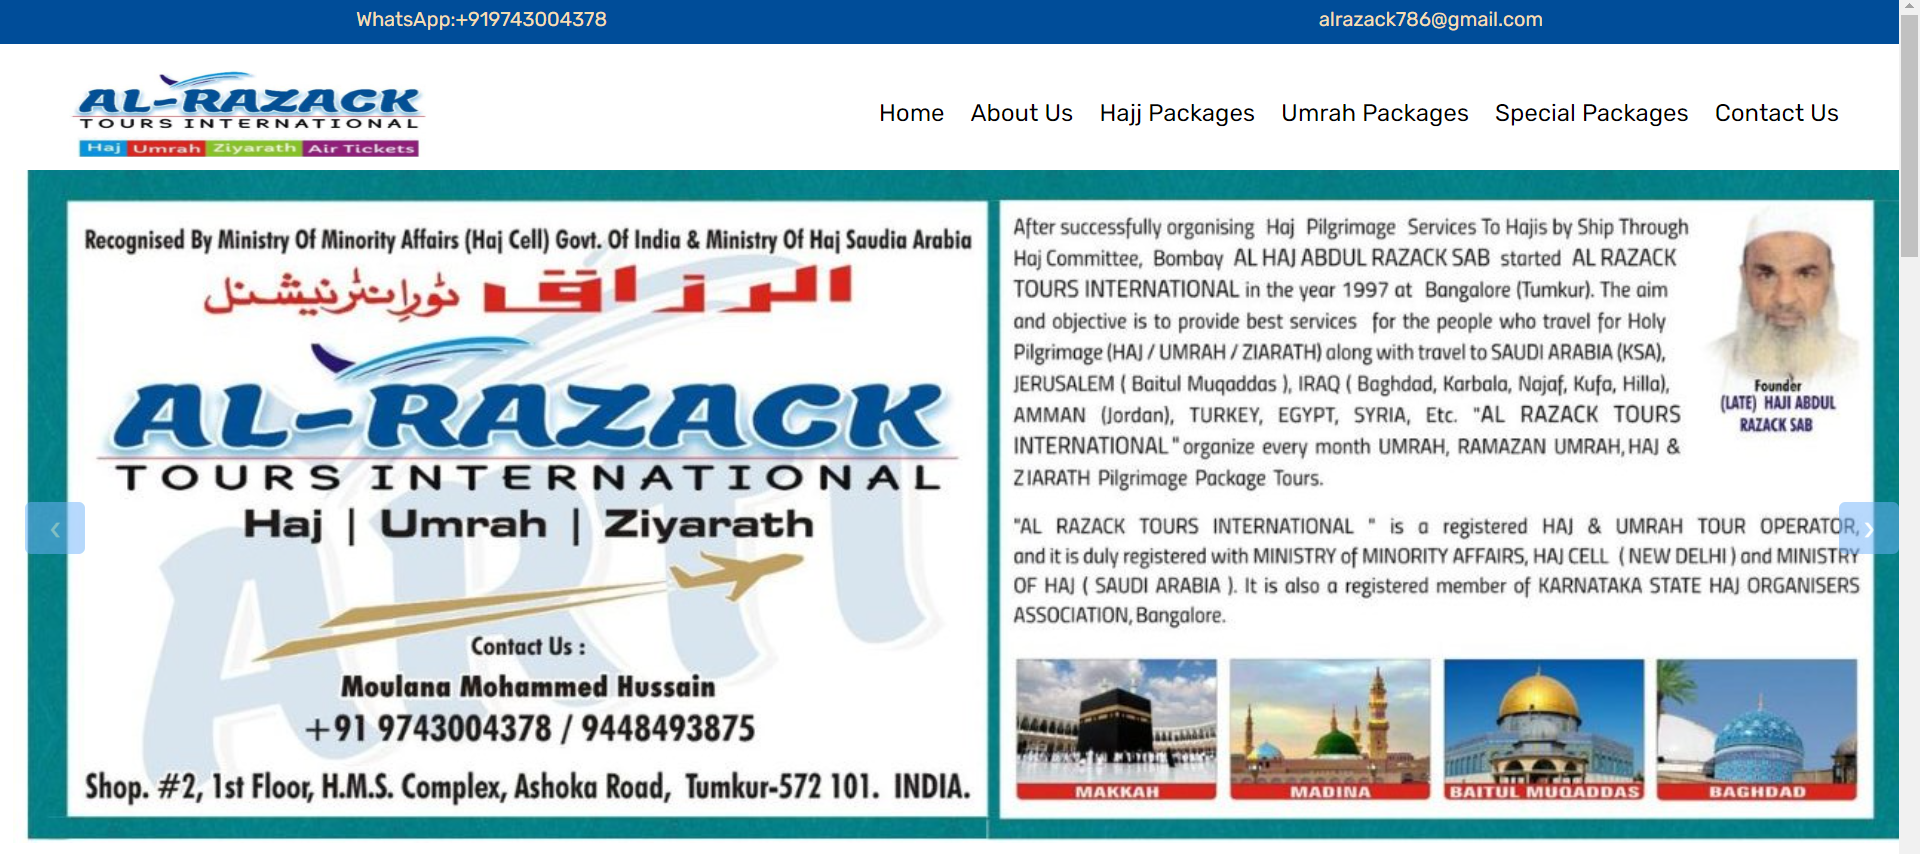 WhatsApp:+919743004378
alrazack786@gmail.com
AL-RAZACK
TOURS INTERNATIONAL
Haj Umrah Ziyarath Air Tickets
Home About Us Hajj Packages Umrah Packages Special Packages Contact Us
Recognised By Ministry Of Minority Affairs (Haj Cell) Govt. Of India & Ministry Of Haj Saudia Arabia
الرزاق ٹورانٹرنیشنل
AL-RAZACK
TOURS INTERNATIONAL
Haj | Umrah | Ziyarath
ARTI
Contact Us :
Moulana Mohammed Hussain
+91 9743004378 / 9448493875
Shop. #2, 1st Floor, H.M.S. Complex, Ashoka Road, Tumkur-572 101. INDIA.
After successfully organising Haj Pilgrimage Services To Hajis by Ship Through
Haj Committee, Bombay AL HAJ ABDUL RAZACK SAB started AL RAZACK
TOURS INTERNATIONAL in the year 1997 at Bangalore (Tumkur). The aim
and objective is to provide best services for the people who travel for Holy
Pilgrimage (HAJ / UMRAH / ZIARATH) along with travel to SAUDI ARABIA (KSA),
JERUSALEM ( Baitul Muqaddas ), IRAQ ( Baghdad, Karbala, Najaf, Kufa, Hilla),
AMMAN (Jordan), TURKEY, EGYPT, SYRIA, Etc. "AL RAZACK TOURS
INTERNATIONAL " organize every month UMRAH, RAMAZAN UMRAH, HAJ &
ZIARATH Pilgrimage Package Tours.
Founder
(LATE) HAJI ABDUL
RAZACK SAB
"AL RAZACK TOURS INTERNATIONAL " is a registered HAJ & UMRAH TOUR OPERATOR,
and it is duly registered with MINISTRY of MINORITY AFFAIRS, HAJ CELL ( NEW DELHI ) and MINISTRY
OF HAJ ( SAUDI ARABIA ). It is also a registered member of KARNATAKA STATE HAJ ORGANISERS
ASSOCIATION, Bangalore.
MAKKAH
MADINA
BAITUL MUQADDAS
BAGHDAD